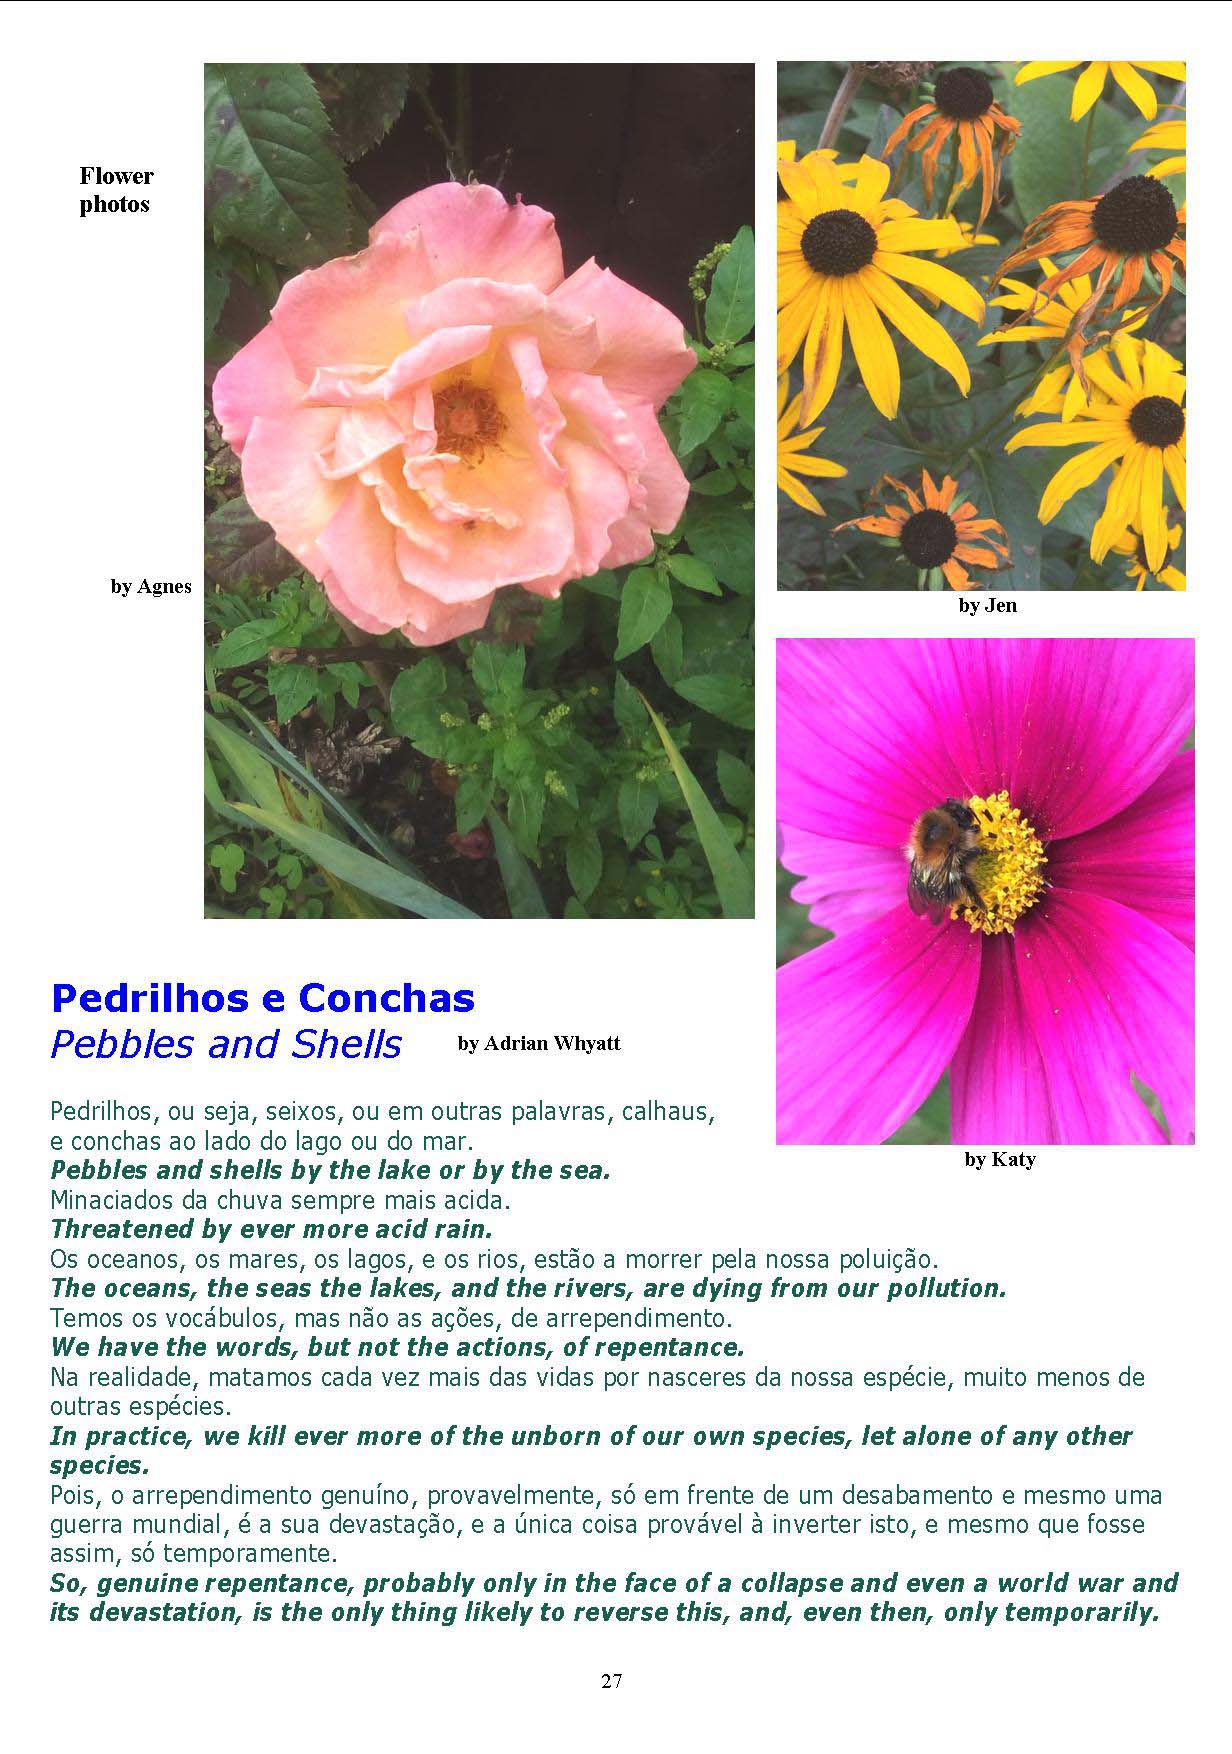 Flower
photos
by Agnes
by Jen
by Katy
Pedrilhos e Conchas
Pebbles and Shells
by Adrian Whyatt
Pedrilhos, ou seja, seixos, ou em outras palavras, calhaus,
e conchas ao lado do lago ou do mar.
Pebbles and shells by the lake or by the sea.
Minaciados da chuva sempre mais acida.
Threatened by ever more acid rain.
Os oceanos, os mares, os lagos, e os rios, estão a morrer pela nossa poluição.
The oceans, the seas the lakes, and the rivers, are dying from our pollution.
Temos os vocábulos, mas não as ações, de arrependimento.
We have the words, but not the actions, of repentance.
Na realidade, matamos cada vez mais das vidas por nasceres da nossa espécie, muito menos de
outras espécies.
In practice, we kill ever more of the unborn of our own species, let alone of any other
species.
Pois, o arrependimento genuíno, provavelmente, só em frente de um desabamento e mesmo uma
guerra mundial, é a sua devastação, e a única coisa provável à inverter isto, e mesmo que fosse
assim, só temporamente.
So, genuine repentance, probably only in the face of a collapse and even a world war and
its devastation, is the only thing likely to reverse this, and, even then, only temporarily.
27